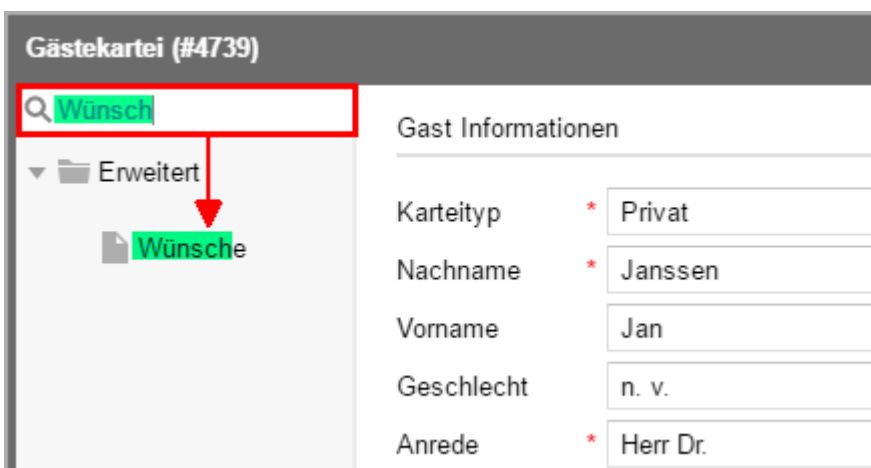 Gästekartei (#4739)
Wünsch
Erweitert
Wünsche
Gast Informationen
Karteityp * Privat
Nachname * Janssen
Vorname Jan
Geschlecht n. v.
Anrede * Herr Dr.